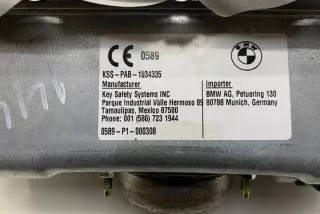 CE 0589
BMW
KSS-PAB-1034335
Manufacturer
Key Safety Systems INC
Parque Industrial Valle Hermoso 89
Tamaulipas, Mexico 87500
Phone: 001 (586) 723 1944
Importer
BMW AG, Petuering 130
80788 Munich, Germany
0589-P1-000308